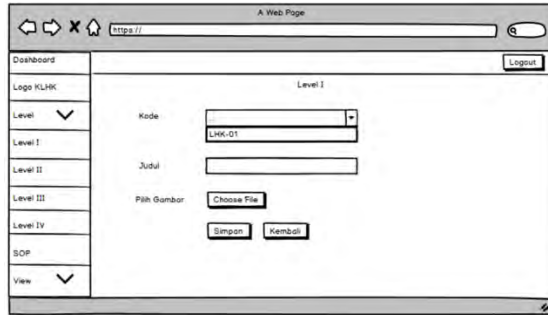 A Web Page
https://
Dashboard
Logout
Logo KLHK
Level I
Level
Kode
LHK-01
Level I
Level II
Judul
Level III
Pilih Gambar
Choose File
Level IV
Simpan
Kembali
SOP
View